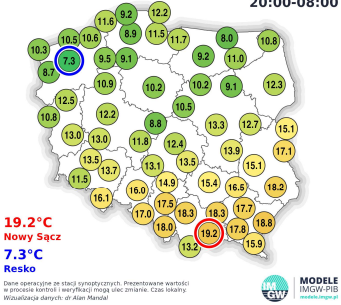 20:00-08:00
9.2 12.2
11.6
8.9 11.5
10.5 10.6 11.7 8.0 10.8
10.3
7.3 9.5 9.1 9.2 11.0
8.7
10.9 10.2 10.2 9.1 12.3
12.5
10.5
10.8 12.2
8.8 13.3 12.7 15.1
13.0 13.0
11.8 12.4
13.9 17.1
13.5 13.1 13.5
13.7 15.1
11.5
14.9 15.4
16.0 16.5 18.2
16.1
17.5
17.0 18.3 18.3 17.7
18.0 19.2 17.8 18.8
13.2 15.9
19.2°C
Nowy Sącz
7.3°C
Resko
Dane operacyjne ze stacji synoptycznych. Prezentowane wartości
w procesie kontroli i weryfikacji mogą ulec zmianie. Czas lokalny.
Wizualizacja danych: dr Alan Mandal
IM
GW
MODELE
IMGW-PIB
modele.imgw.pl